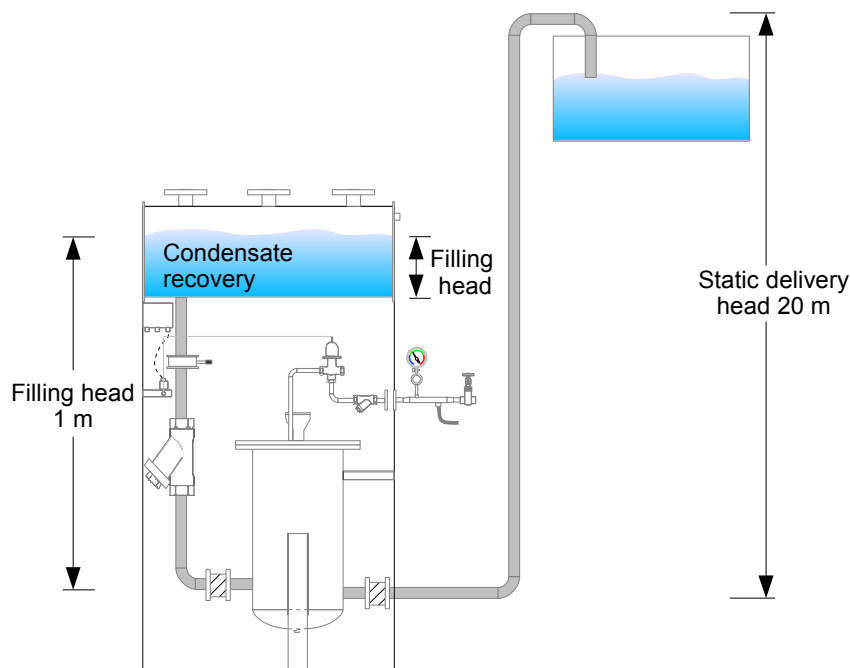 Condensate
recovery
Filling
head
Static delivery
head 20 m
Filling head
1 m